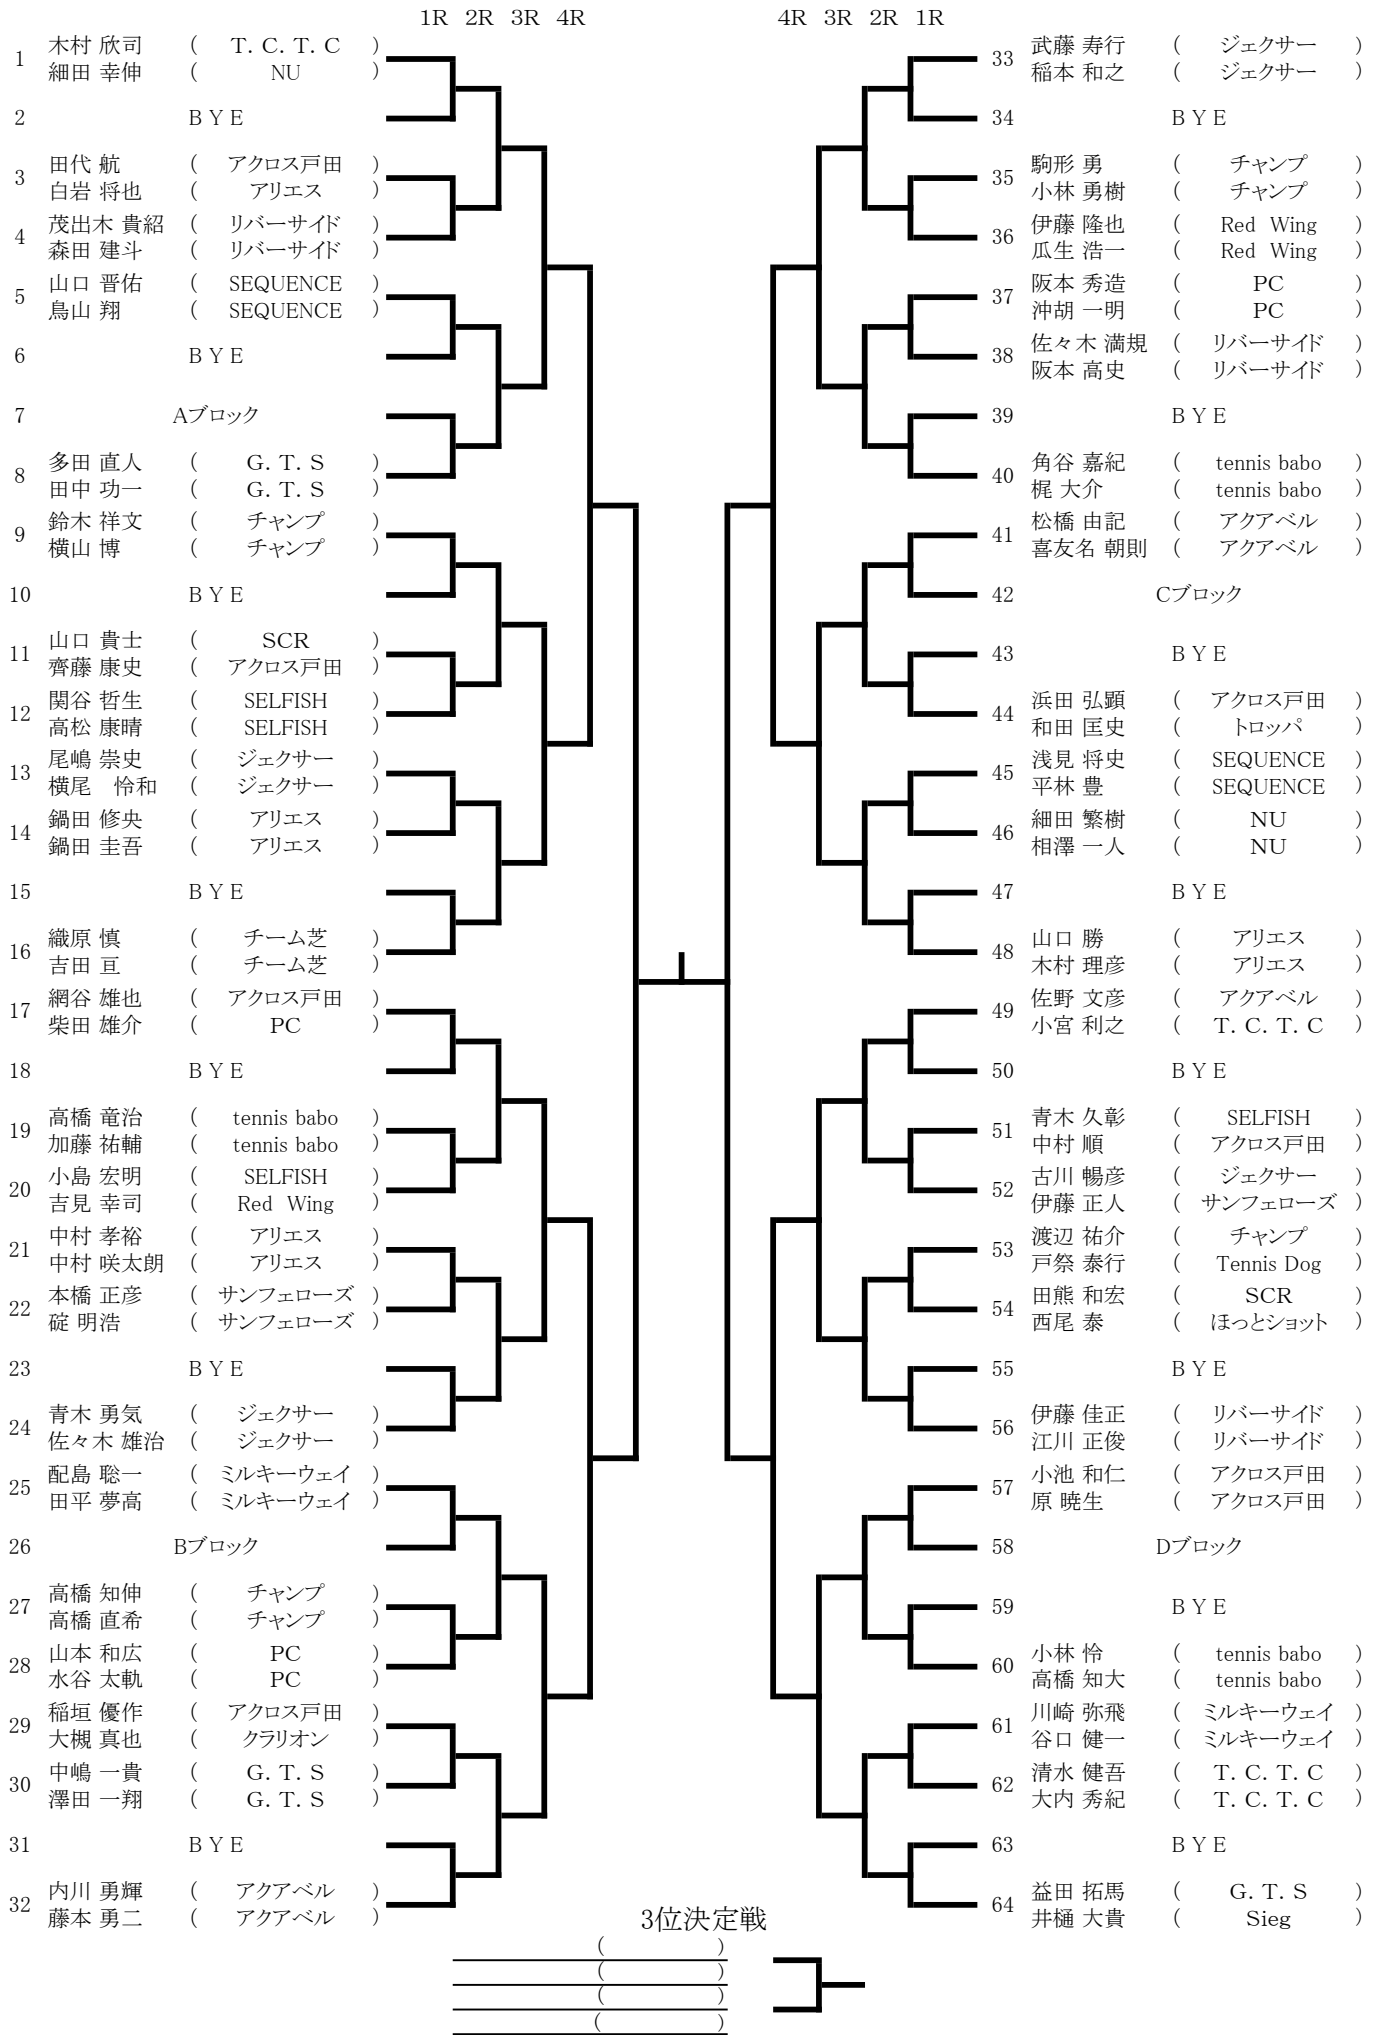 1R 2R 3R 4R
1 木村 欣司 ( T. C. T. C )
細田 幸伸 ( NU )
2 B Y E
3 田代 航 ( アクロス戸田 )
白岩 将也 ( アリエス )
4 茂出木 貴紹 ( リバーサイド )
森田 建斗 ( リバーサイド )
5 山口 晋佑 ( SEQUENCE )
鳥山 翔 ( SEQUENCE )
6 B Y E
7 Aブロック
8 多田 直人 ( G. T. S )
田中 功一 ( G. T. S )
9 鈴木 祥文 ( チャンプ )
横山 博 ( チャンプ )
10 B Y E
11 山口 貴士 ( SCR )
齊藤 康史 ( アクロス戸田 )
12 関谷 哲生 ( SELFISH )
高松 康晴 ( SELFISH )
13 尾嶋 崇史 ( ジェクサー )
横尾　怜和 ( ジェクサー )
14 鍋田 修央 ( アリエス )
鍋田 圭吾 ( アリエス )
15 B Y E
16 織原 慎 ( チーム芝 )
吉田 亘 ( チーム芝 )
17 網谷 雄也 ( アクロス戸田 )
柴田 雄介 ( PC )
18 B Y E
19 高橋 竜治 ( tennis babo )
加藤 祐輔 ( tennis babo )
20 小島 宏明 ( SELFISH )
吉見 幸司 ( Red Wing )
21 中村 孝裕 ( アリエス )
中村 咲太朗 ( アリエス )
22 本橋 正彦 ( サンフェローズ )
碇 明浩 ( サンフェローズ )
23 B Y E
24 青木 勇気 ( ジェクサー )
佐々木 雄治 ( ジェクサー )
25 配島 聡一 ( ミルキーウェイ )
田平 夢高 ( ミルキーウェイ )
26 Bブロック
27 高橋 知伸 ( チャンプ )
高橋 直希 ( チャンプ )
28 山本 和広 ( PC )
水谷 太軌 ( PC )
29 稲垣 優作 ( アクロス戸田 )
大槻 真也 ( クラリオン )
30 中嶋 一貴 ( G. T. S )
澤田 一翔 ( G. T. S )
31 B Y E
32 内川 勇輝 ( アクアベル )
藤本 勇二 ( アクアベル )
4R 3R 2R 1R
33 武藤 寿行 ( ジェクサー )
稲本 和之 ( ジェクサー )
34 B Y E
35 駒形 勇 ( チャンプ )
小林 勇樹 ( チャンプ )
36 伊藤 隆也 ( Red Wing )
瓜生 浩一 ( Red Wing )
37 阪本 秀造 ( PC )
沖胡 一明 ( PC )
38 佐々木 満規 ( リバーサイド )
阪本 高史 ( リバーサイド )
39 B Y E
40 角谷 嘉紀 ( tennis babo )
梶 大介 ( tennis babo )
41 松橋 由記 ( アクアベル )
喜友名 朝則 ( アクアベル )
42 Cブロック
43 B Y E
44 浜田 弘顕 ( アクロス戸田 )
和田 匡史 ( トロッパ )
45 浅見 将史 ( SEQUENCE )
平林 豊 ( SEQUENCE )
46 細田 繁樹 ( NU )
相澤 一人 ( NU )
47 B Y E
48 山口 勝 ( アリエス )
木村 理彦 ( アリエス )
49 佐野 文彦 ( アクアベル )
小宮 利之 ( T. C. T. C )
50 B Y E
51 青木 久彰 ( SELFISH )
中村 順 ( アクロス戸田 )
52 古川 暢彦 ( ジェクサー )
伊藤 正人 ( サンフェローズ )
53 渡辺 祐介 ( チャンプ )
戸祭 泰行 ( Tennis Dog )
54 田熊 和宏 ( SCR )
西尾 泰 ( ほっとショット )
55 B Y E
56 伊藤 佳正 ( リバーサイド )
江川 正俊 ( リバーサイド )
57 小池 和仁 ( アクロス戸田 )
原 暁生 ( アクロス戸田 )
58 Dブロック
59 B Y E
60 小林 怜 ( tennis babo )
高橋 知大 ( tennis babo )
61 川崎 弥飛 ( ミルキーウェイ )
谷口 健一 ( ミルキーウェイ )
62 清水 健吾 ( T. C. T. C )
大内 秀紀 ( T. C. T. C )
63 B Y E
64 益田 拓馬 ( G. T. S )
井樋 大貴 ( Sieg )
3位決定戦
( )
( )
( )
( )